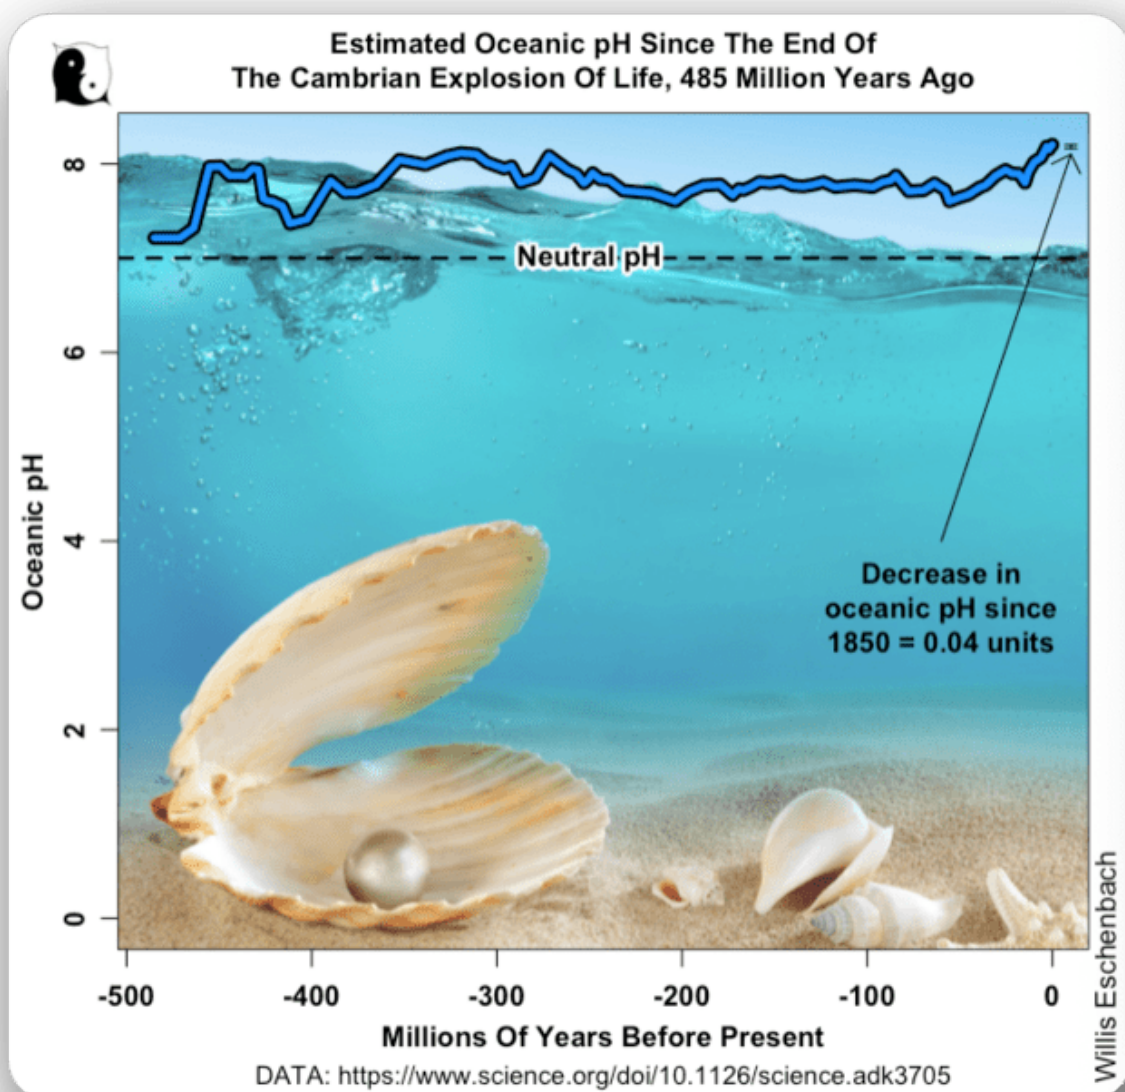 Estimated Oceanic pH Since The End Of
The Cambrian Explosion Of Life, 485 Million Years Ago
Oceanic pH
8
6
4
2
0
Neutral pH
Decrease in
oceanic pH since
1850 = 0.04 units
-500 -400 -300 -200 -100 0
Millions Of Years Before Present
DATA: https://www.science.org/doi/10.1126/science.adk3705
Willis Eschenbach